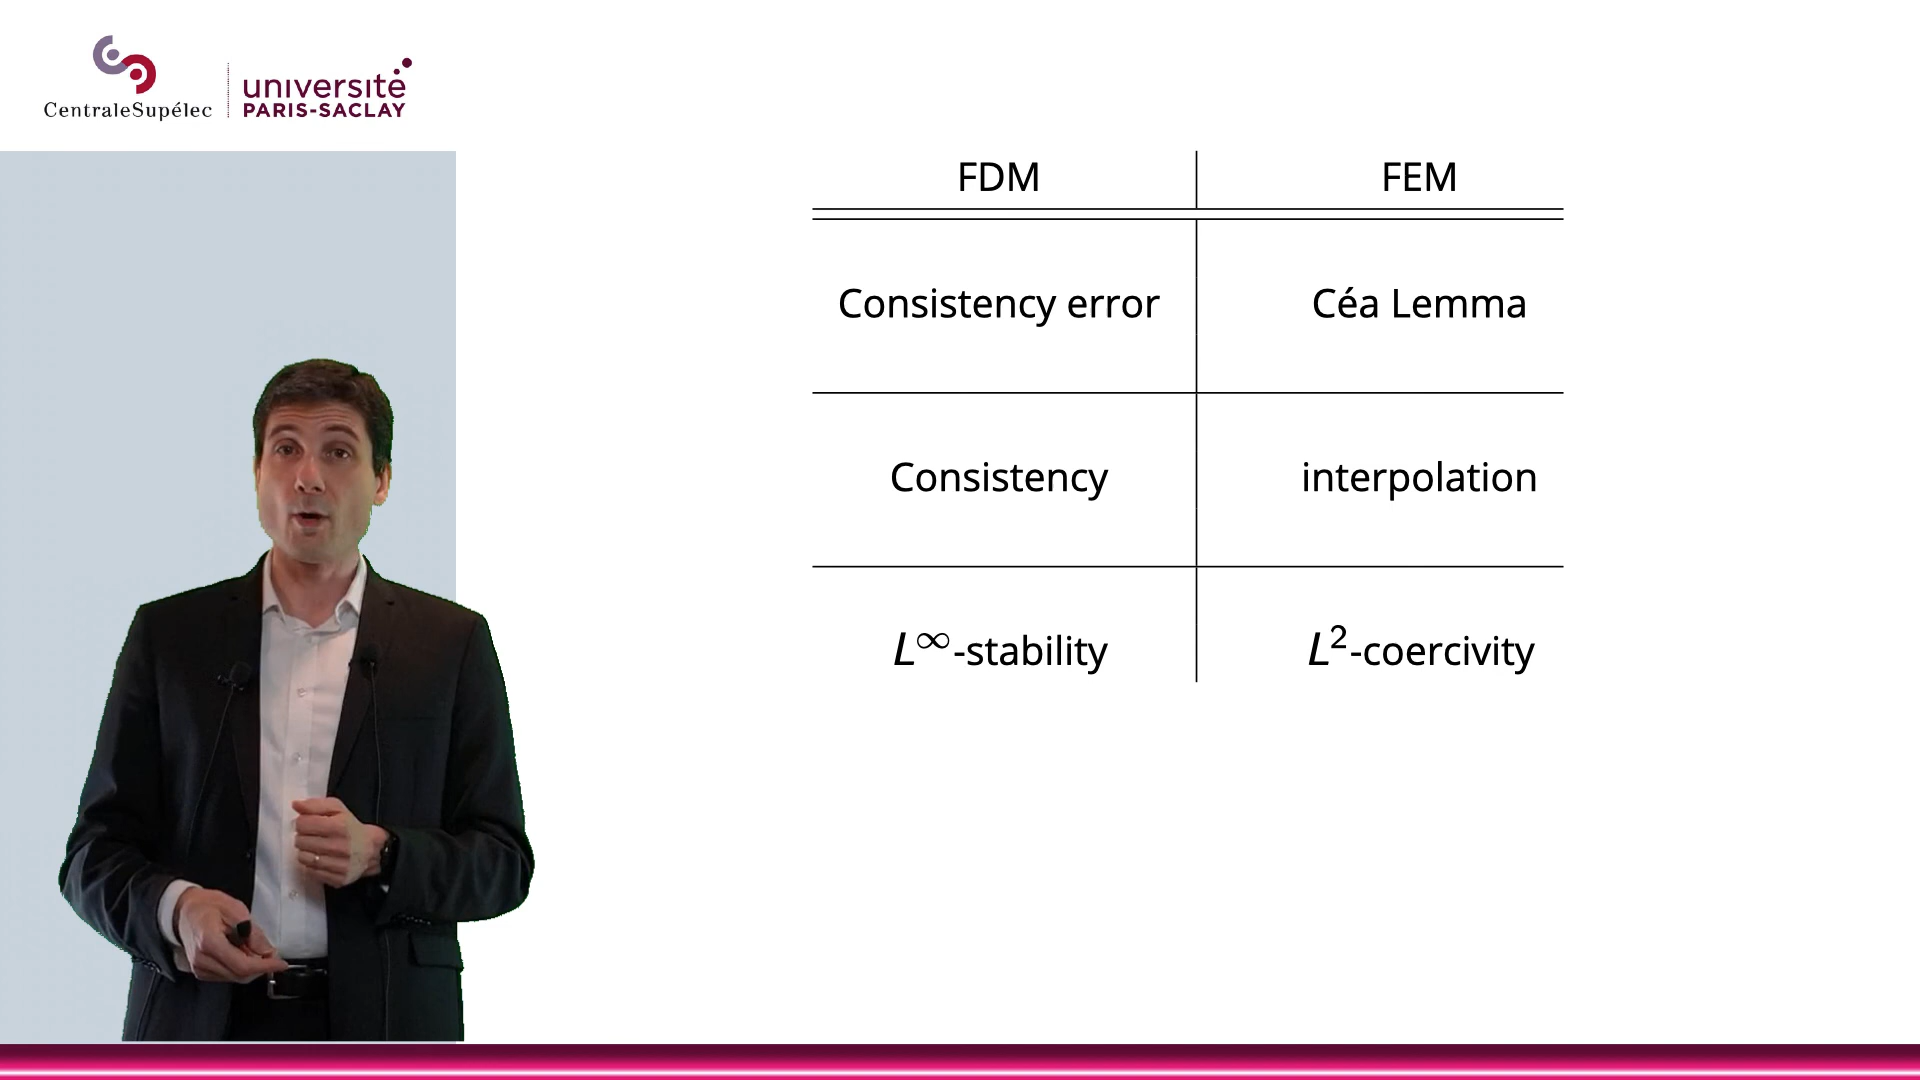 CentraleSupélec
université
PARIS-SACLAY
FDM FEM
Consistency error Céa Lemma
Consistency interpolation
L∞-stability L²-coercivity